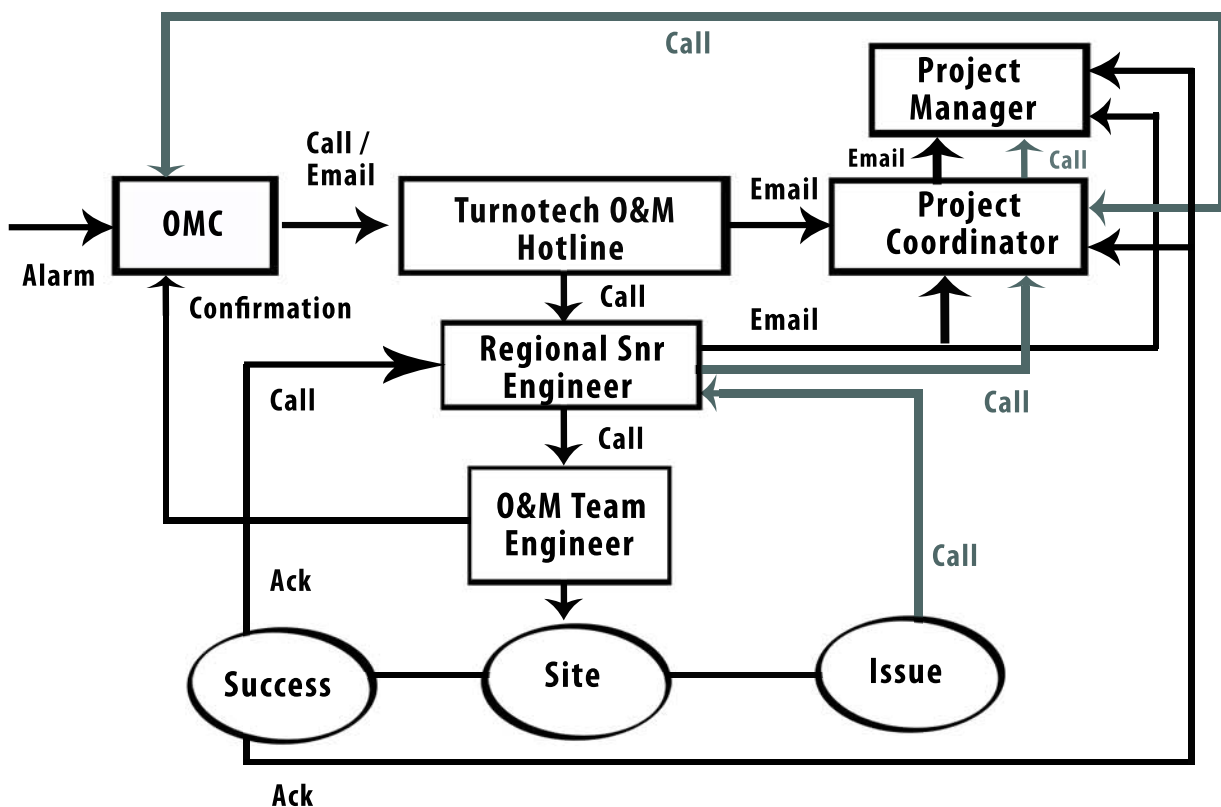 Call
Project
Manager
Call /
Email
Email
Call
OMC
Turnotech O&M
Hotline
Email
Project
Coordinator
Alarm
Confirmation
Call
Email
Regional Snr
Engineer
Call
Call
Call
O&M Team
Engineer
Call
Ack
Success
Site
Issue
Ack